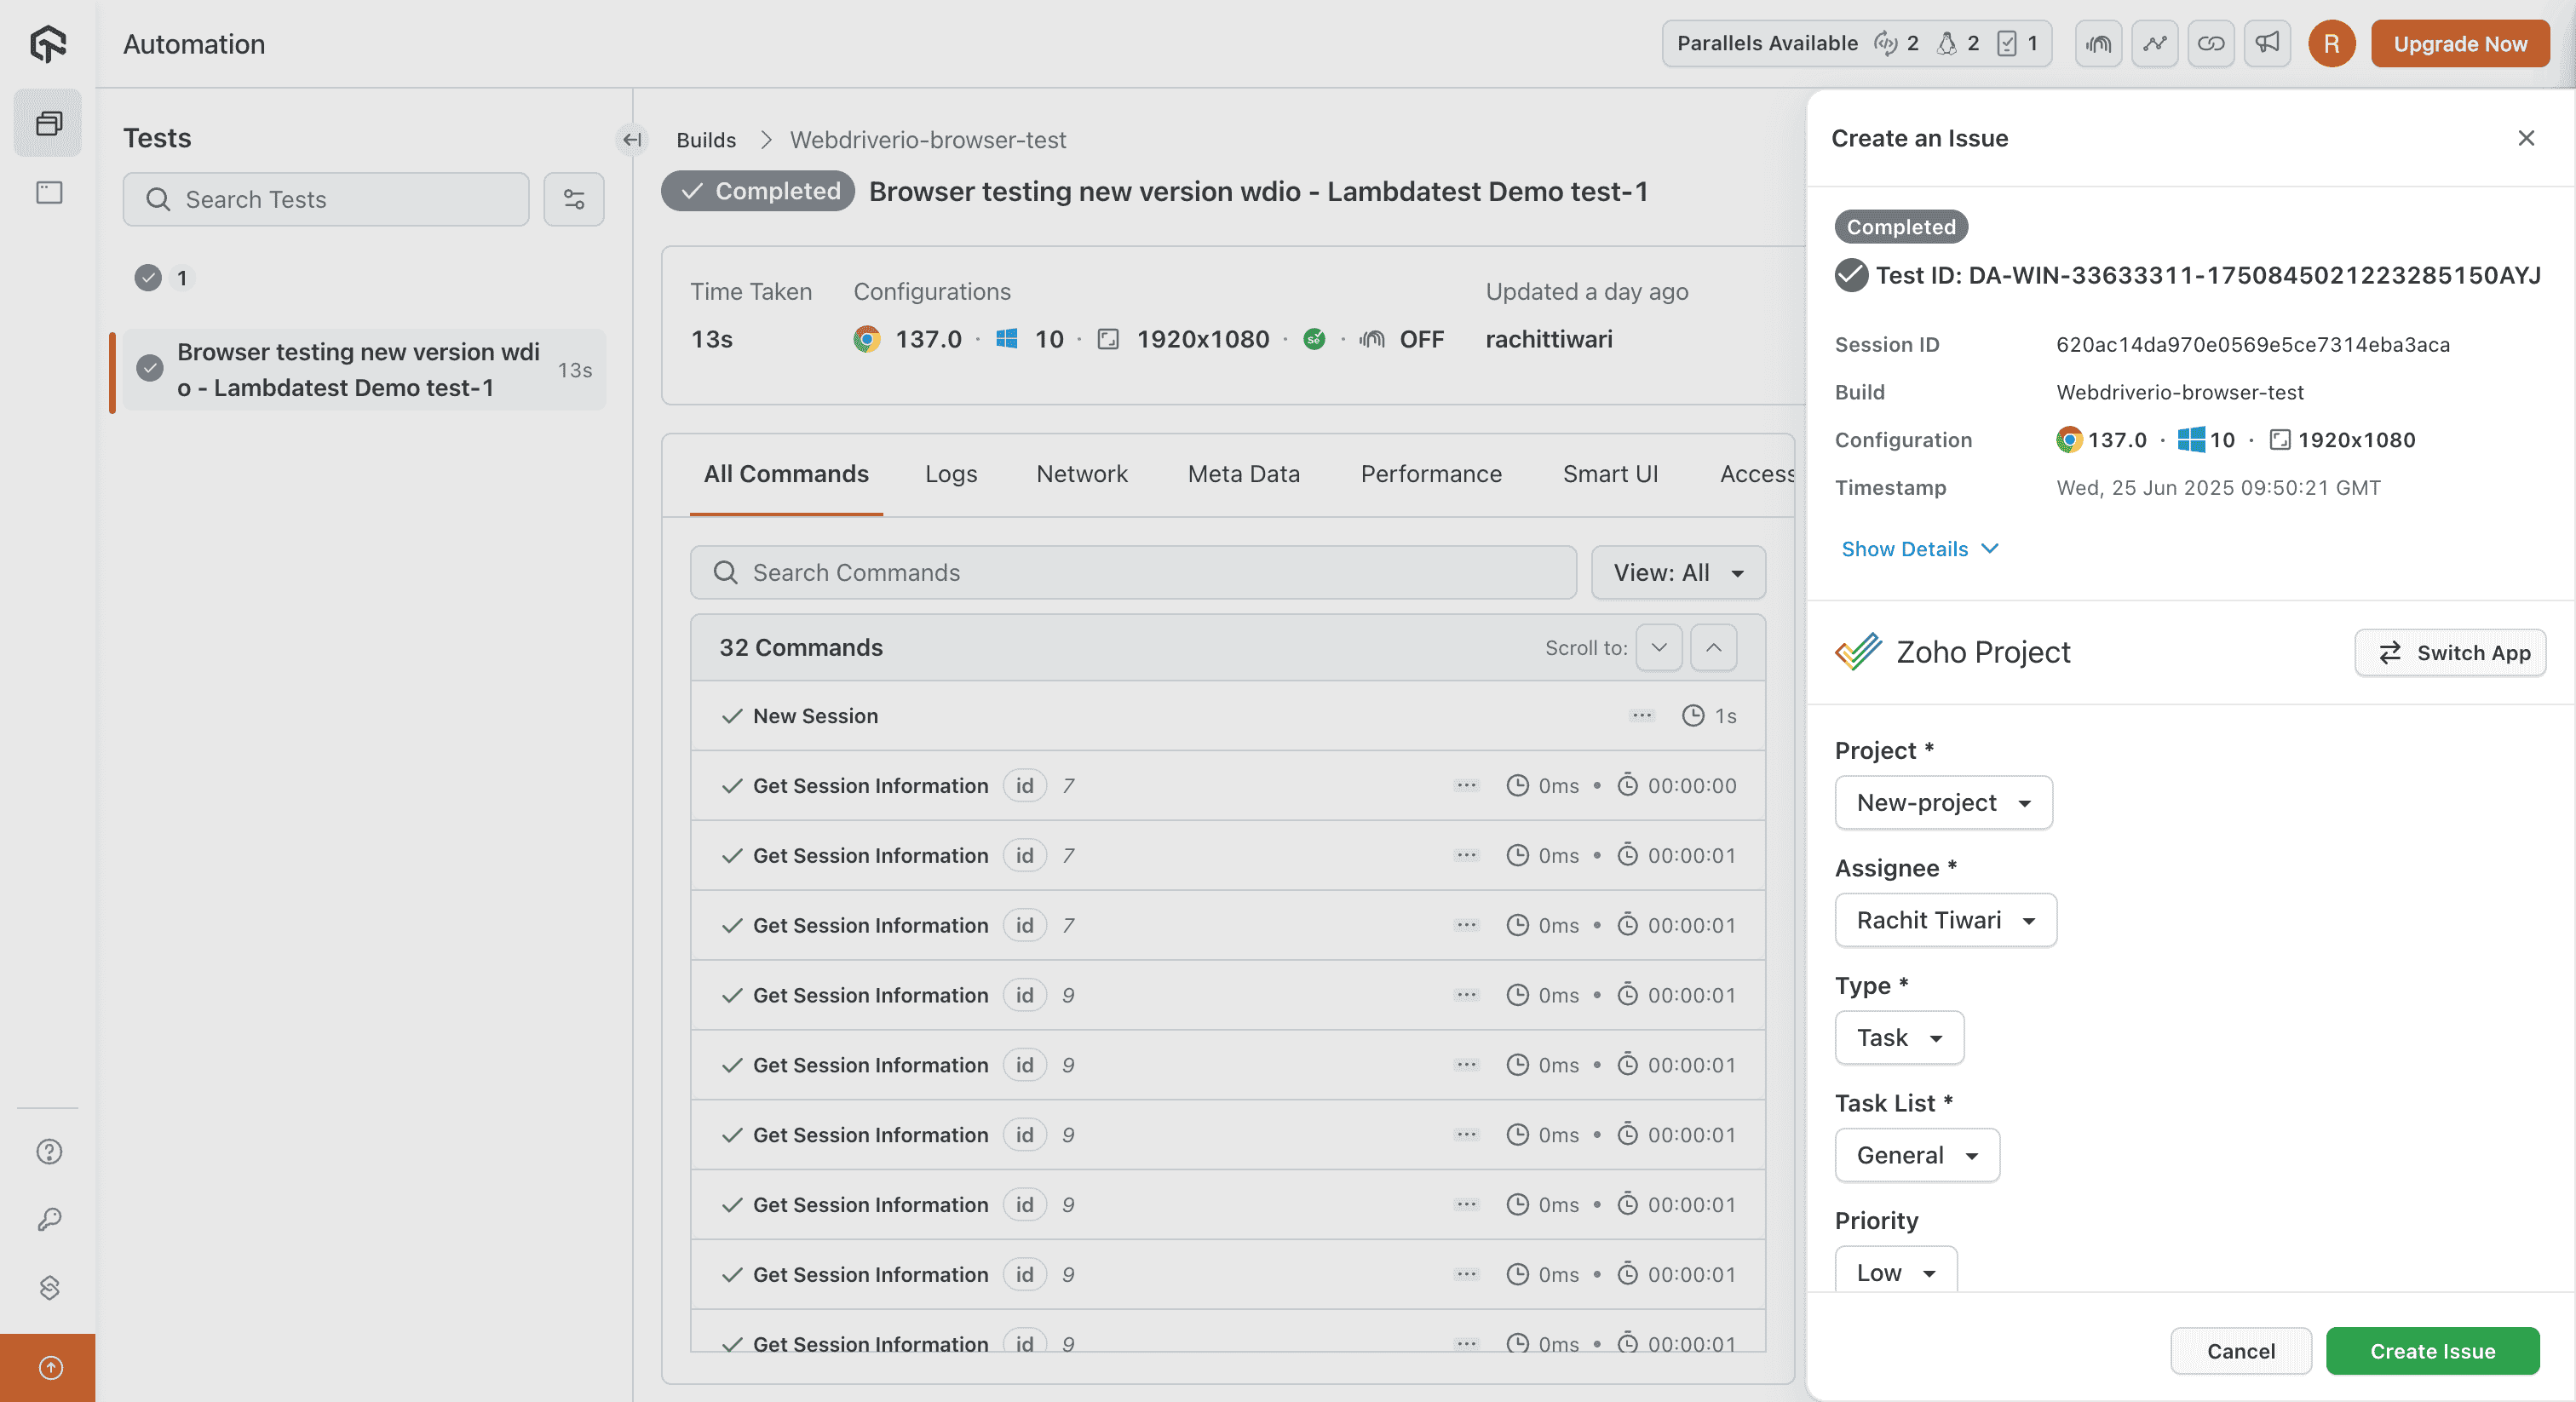 Automation
Parallels Available 2 2 1
R
Upgrade Now
Tests
Search Tests
1
Browser testing new version wdi
o - Lambdatest Demo test-1
13s
Builds > Webdriverio-browser-test
Completed Browser testing new version wdio - Lambdatest Demo test-1
Time Taken
13s
Configurations
137.0 · 10 · 1920x1080 · Se · OFF
Updated a day ago
rachittiwari
All Commands Logs Network Meta Data Performance Smart UI Access
Search Commands
View: All
32 Commands Scroll to:
New Session ... 1s
Get Session Information id 7 ... 0ms • 00:00:00
Get Session Information id 7 ... 0ms • 00:00:01
Get Session Information id 7 ... 0ms • 00:00:01
Get Session Information id 9 ... 0ms • 00:00:01
Get Session Information id 9 ... 0ms • 00:00:01
Get Session Information id 9 ... 0ms • 00:00:01
Get Session Information id 9 ... 0ms • 00:00:01
Get Session Information id 9 ... 0ms • 00:00:01
Get Session Information id 9 ... 0ms • 00:00:01
Create an Issue
Completed
Test ID: DA-WIN-33633311-1750845021223285150AYJ
Session ID 620ac14da970e0569e5ce7314eba3aca
Build Webdriverio-browser-test
Configuration 137.0 · 10 · 1920x1080
Timestamp Wed, 25 Jun 2025 09:50:21 GMT
Show Details
Zoho Project
Switch App
Project *
New-project
Assignee *
Rachit Tiwari
Type *
Task
Task List *
General
Priority
Low
Cancel
Create Issue